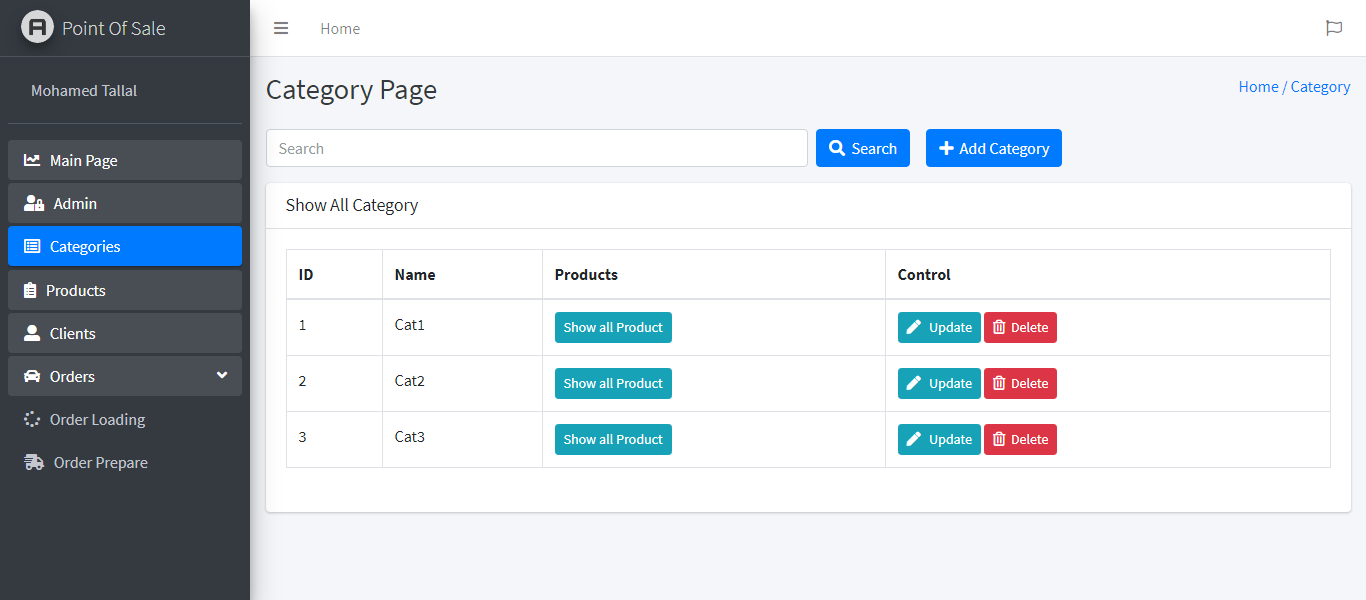 Point Of Sale
Home
Mohamed Tallal
Main Page
Admin
Categories
Products
Clients
Orders
Order Loading
Order Prepare
Category Page
Home / Category
Search
Search
Add Category
Show All Category
ID Name Products Control
1 Cat1 Show all Product Update Delete
2 Cat2 Show all Product Update Delete
3 Cat3 Show all Product Update Delete